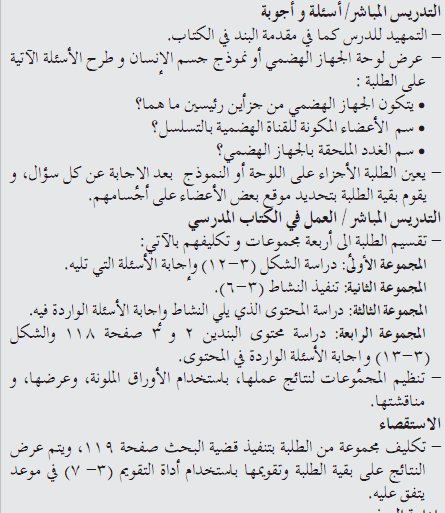 التدريس المباشر/ أسئلة و أجوبة
– التمهيد للدرس كما في مقدمة البند في الكتاب.
– عرض لوحة الجهاز الهضمي أو نموذج جسم الإنسان و طرح الأسئلة الآتية
على الطلبة :
• يتكون الجهاز الهضمي من جزأين رئيسين ما هما؟
• سم الأعضاء المكونة للقناة الهضمية بالتسلسل؟
• سم الغدد الملحقة بالجهاز الهضمي؟
– يعين الطلبة الأجزاء على اللوحة أو النموذج بعد الاجابة عن كل سؤال، و
يقوم بقية الطلبة بتحديد موقع بعض الأعضاء على أجسامهم.
التدريس المباشر / العمل في الكتاب المدرسي
– تقسيم الطلبة الى أربعة مجموعات و تكليفهم بالآتي:
المجموعة الأولى: دراسة الشكل (٣–١٢) وإجابة الأسئلة التي تليه.
المجموعة الثانية: تنفيذ النشاط (٣–٦).
المجموعة الثالثة: دراسة المحتوى الذي يلي النشاط وإجابة الأسئلة الواردة فيه.
المجموعة الرابعة: دراسة محتوى البندين ٢ و ٣ صفحة ١١٨ والشكل
(٣–١٣) وإجابة الأسئلة الواردة في المحتوى.
– تنظيم المجموعات لنتائج عملها، باستخدام الأوراق الملونة، وعرضها، و
مناقشتها.
الاستقصاء
– تكليف مجموعة من الطلبة بتنفيذ قضية البحث صفحة ١١٩، ويتم عرض
النتائج على بقية الطلبة وتقويمها باستخدام أداة التقويم (٣– ٧) في موعد
يتفق عليه.